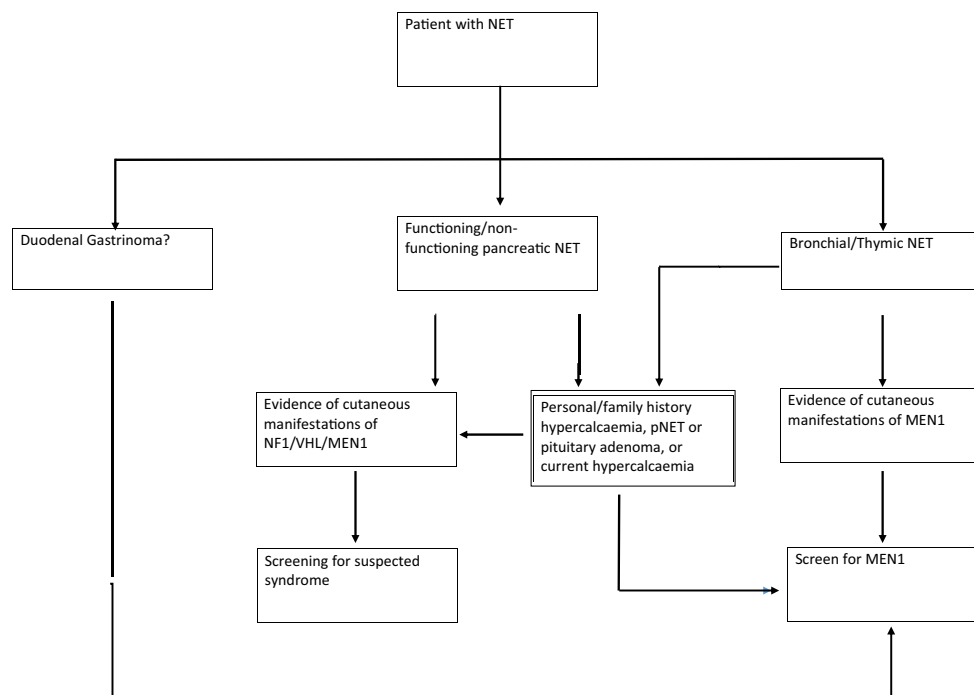 Patient with NET
Duodenal Gastrinoma?
Functioning/non-
functioning pancreatic NET
Bronchial/Thymic NET
Evidence of cutaneous
manifestations of
NF1/VHL/MEN1
Personal/family history
hypercalcaemia, pNET or
pituitary adenoma, or
current hypercalcaemia
Evidence of cutaneous
manifestations of MEN1
Screening for suspected
syndrome
Screen for MEN1